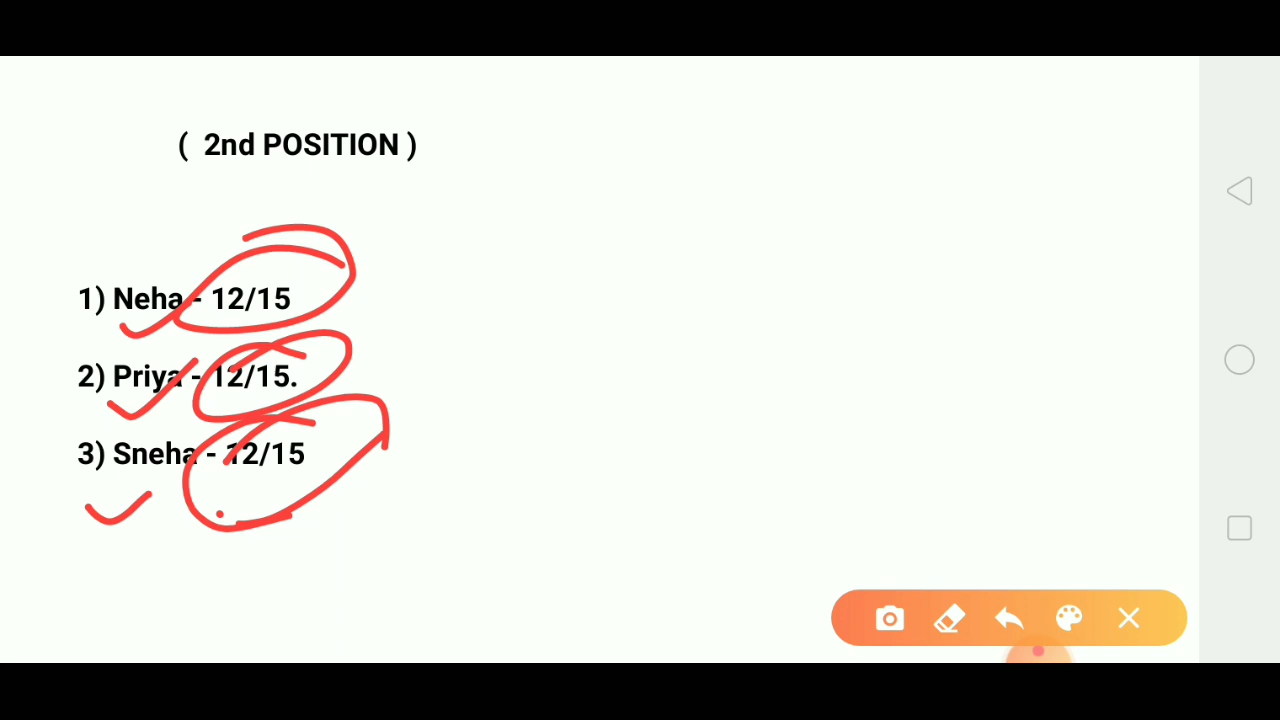 ( 2nd POSITION )
1) Neha - 12/15
2) Priya - 12/15.
3) Sneha - 12/15